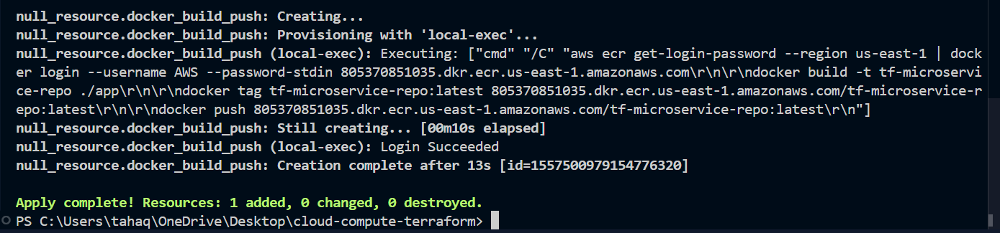 null_resource.docker_build_push: Creating...
null_resource.docker_build_push: Provisioning with 'local-exec'...
null_resource.docker_build_push (local-exec): Executing: ["cmd" "/C" "aws ecr get-login-password --region us-east-1 | dock
er login --username AWS --password-stdin 805370851035.dkr.ecr.us-east-1.amazonaws.com\r\n\r\ndocker build -t tf-microservi
ce-repo ./app\r\n\r\ndocker tag tf-microservice-repo:latest 805370851035.dkr.ecr.us-east-1.amazonaws.com/tf-microservice-r
epo:latest\r\n\r\ndocker push 805370851035.dkr.ecr.us-east-1.amazonaws.com/tf-microservice-repo:latest\r\n"]
null_resource.docker_build_push: Still creating... [00m10s elapsed]
null_resource.docker_build_push (local-exec): Login Succeeded
null_resource.docker_build_push: Creation complete after 13s [id=1557500979154776320]
Apply complete! Resources: 1 added, 0 changed, 0 destroyed.
PS C:\Users\tahaq\OneDrive\Desktop\cloud-compute-terraform>